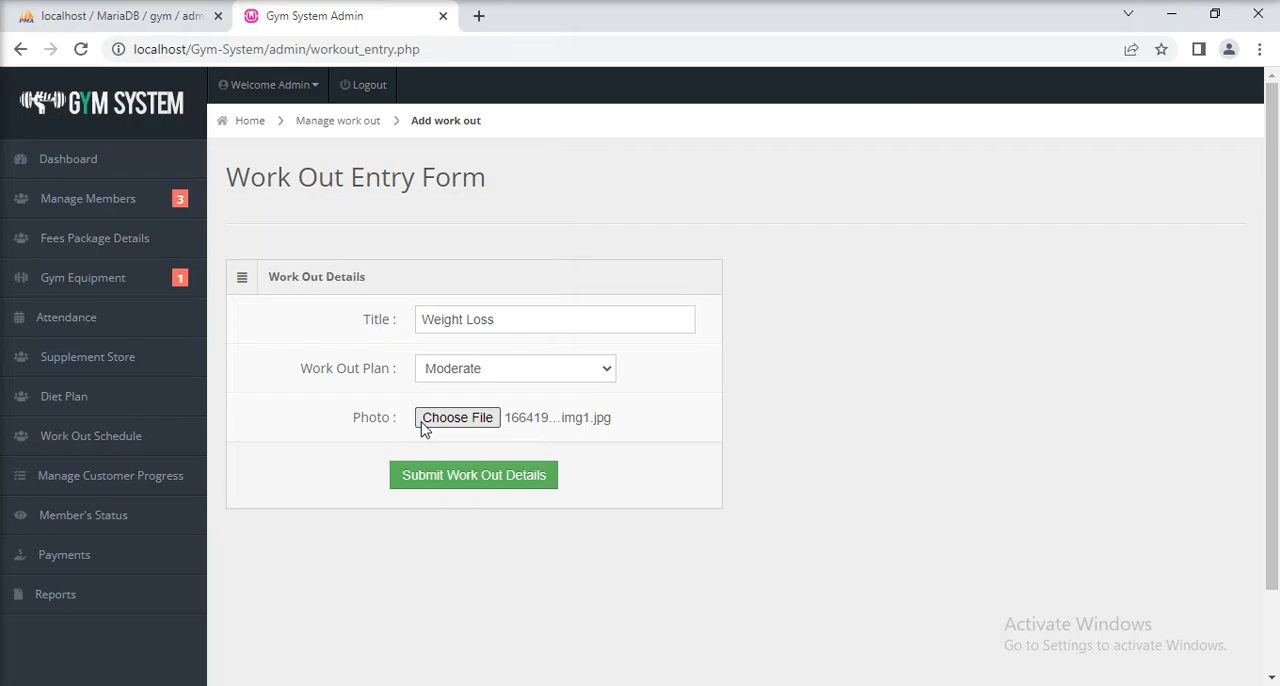 localhost / MariaDB / gym / adm
Gym System Admin
localhost/Gym-System/admin/workout_entry.php
GYM SYSTEM
Welcome Admin
Logout
Home
Manage work out
Add work out
Dashboard
Manage Members 3
Fees Package Details
Gym Equipment 1
Attendance
Supplement Store
Diet Plan
Work Out Schedule
Manage Customer Progress
Member's Status
Payments
Reports
Work Out Entry Form
Work Out Details
Title : Weight Loss
Work Out Plan : Moderate
Photo : Choose File 166419...img1.jpg
Submit Work Out Details
Activate Windows
Go to Settings to activate Windows.